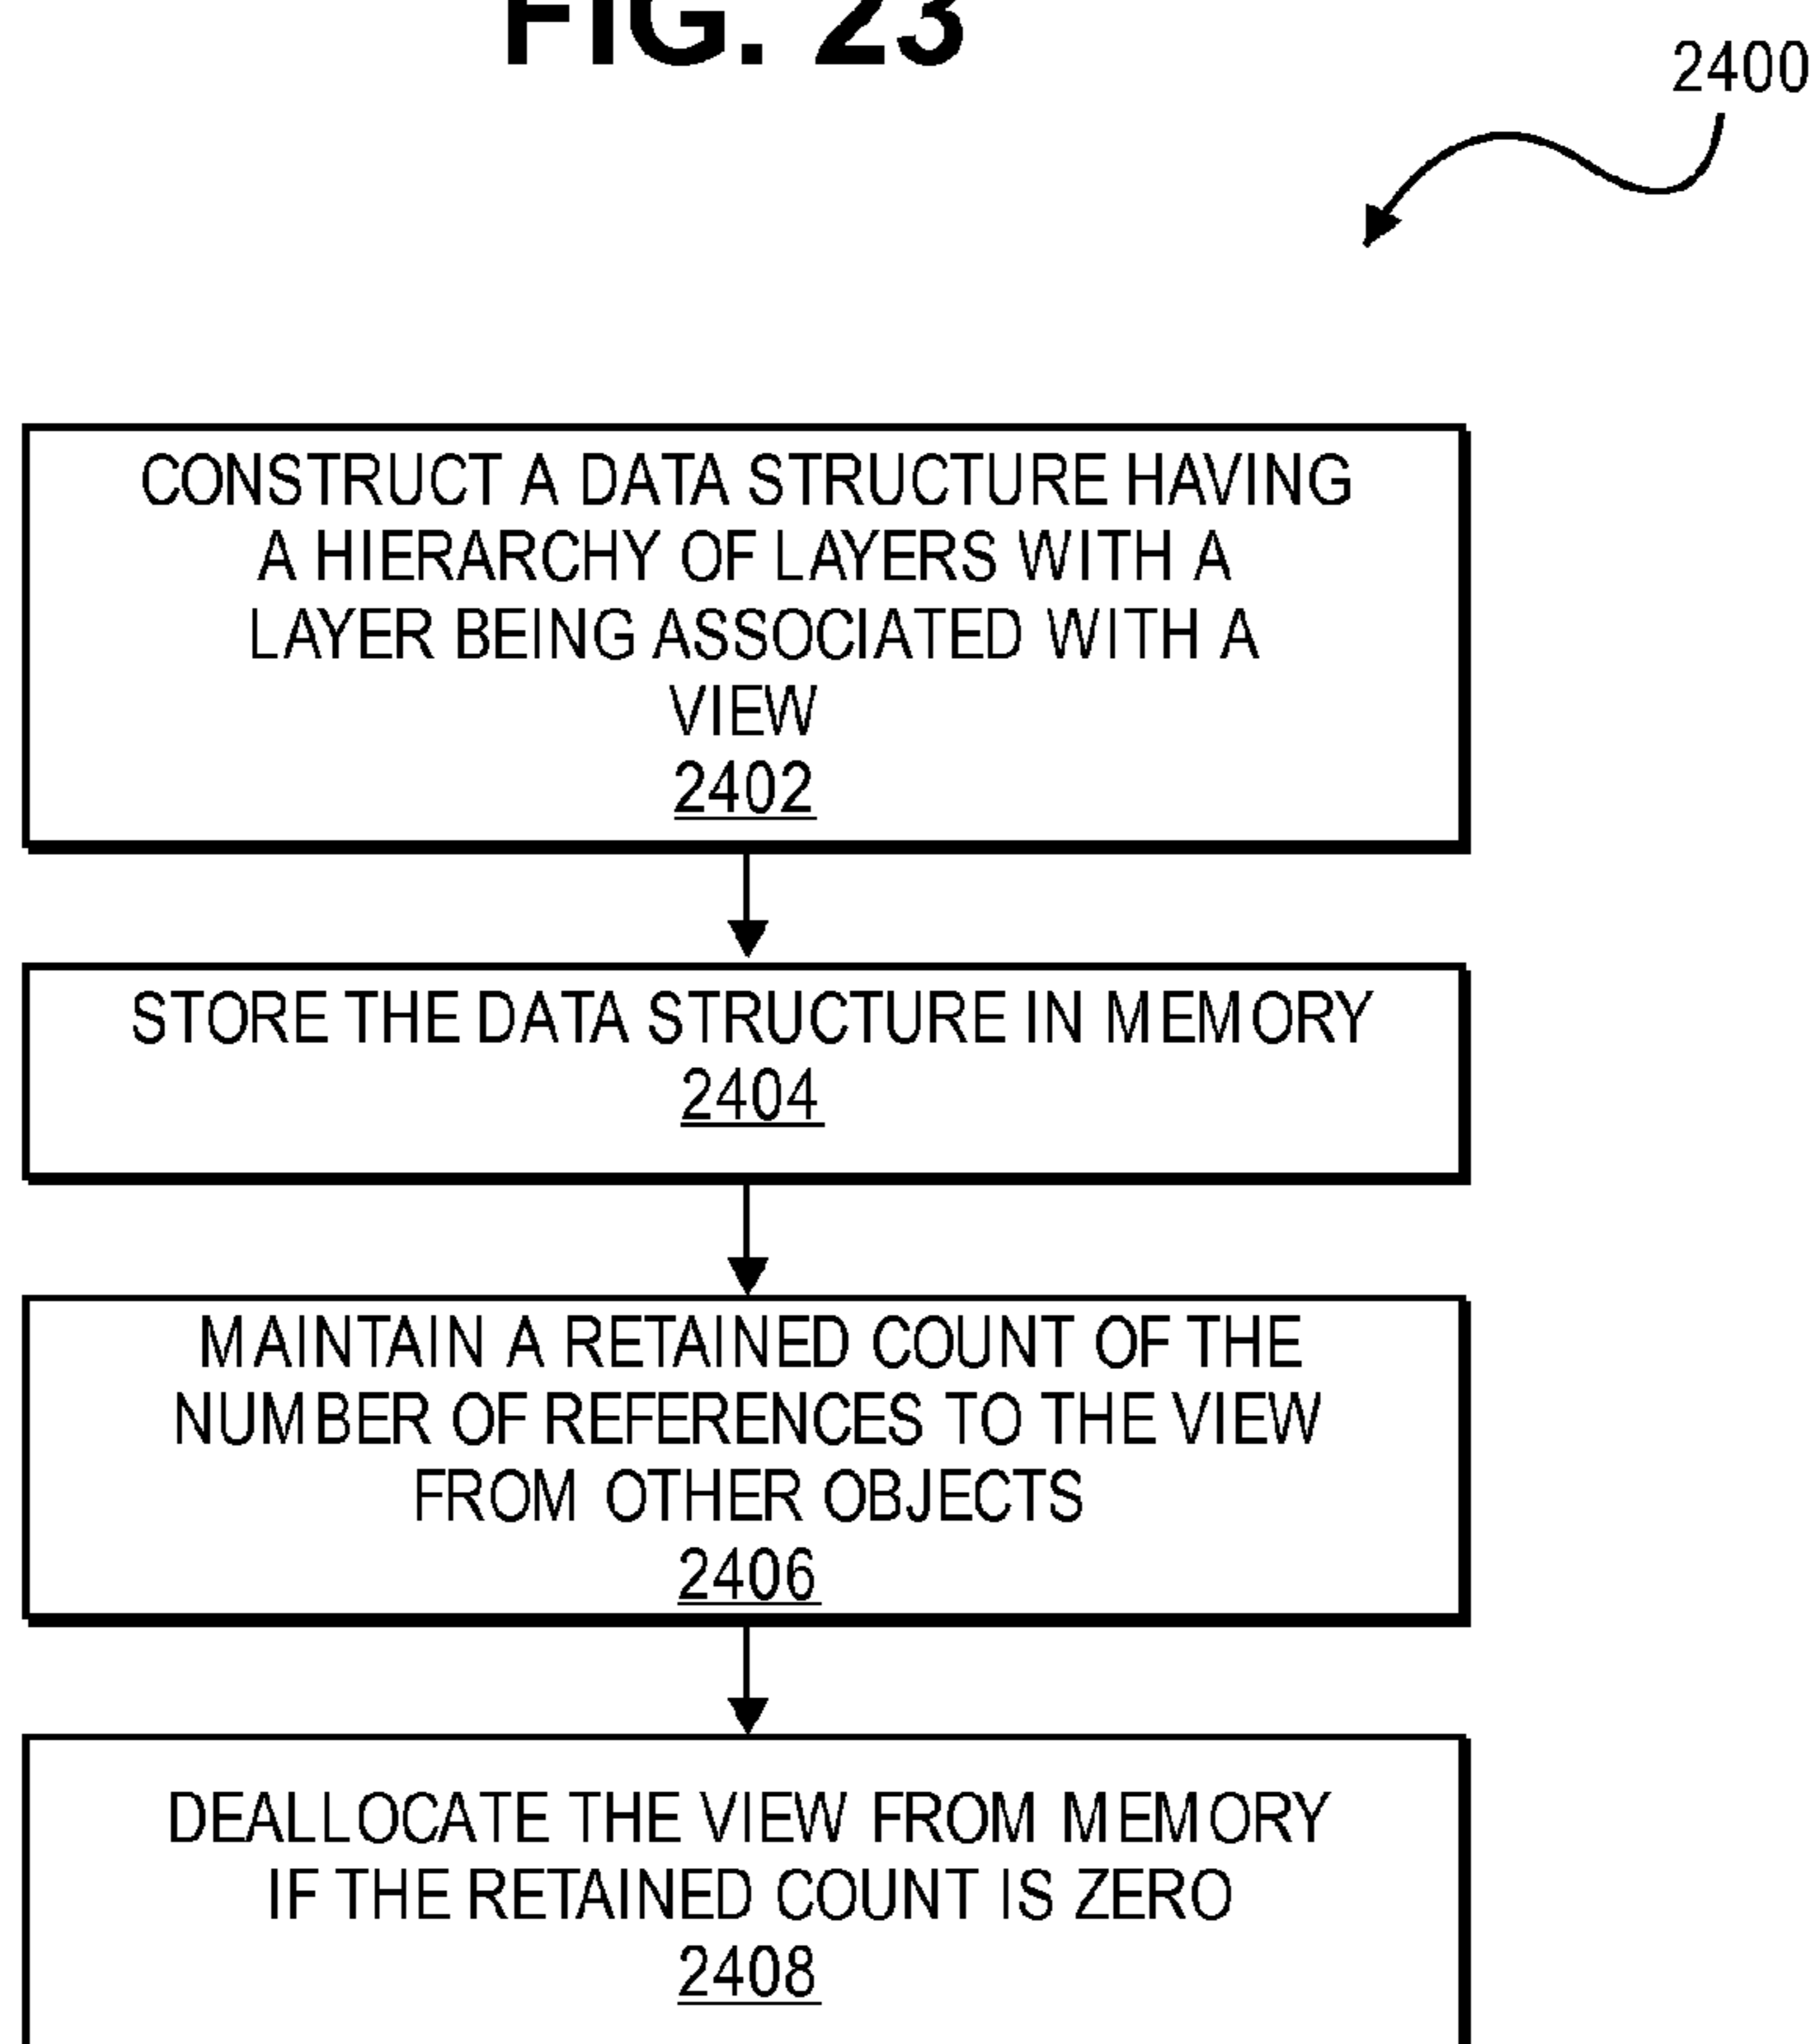 FIG. 23
2400
CONSTRUCT A DATA STRUCTURE HAVING
A HIERARCHY OF LAYERS WITH A
LAYER BEING ASSOCIATED WITH A
VIEW
2402
STORE THE DATA STRUCTURE IN MEMORY
2404
MAINTAIN A RETAINED COUNT OF THE
NUMBER OF REFERENCES TO THE VIEW
FROM OTHER OBJECTS
2406
DEALLOCATE THE VIEW FROM MEMORY
IF THE RETAINED COUNT IS ZERO
2408